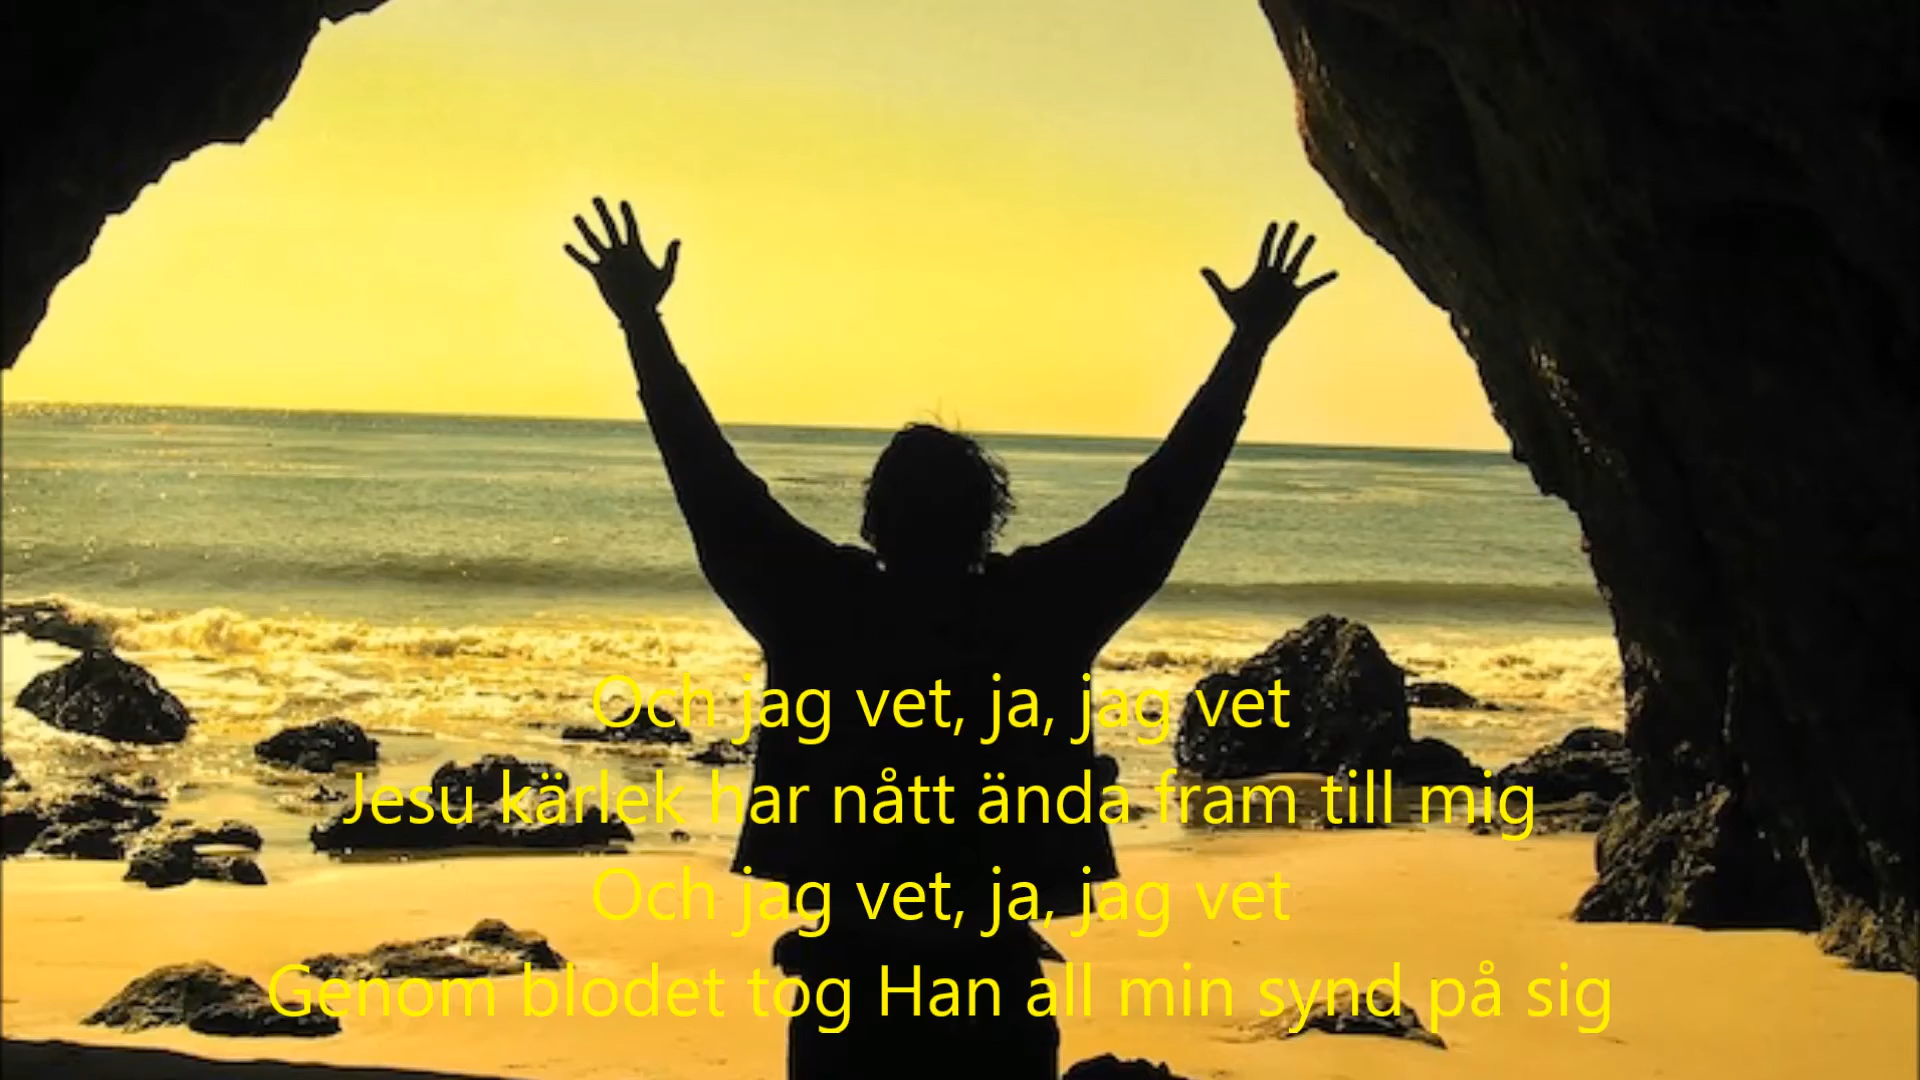 Och jag vet, ja, jag vet
Jesu kärlek har nått ända fram till mig
Och jag vet, ja, jag vet
Genom blodet tog Han all min synd på sig